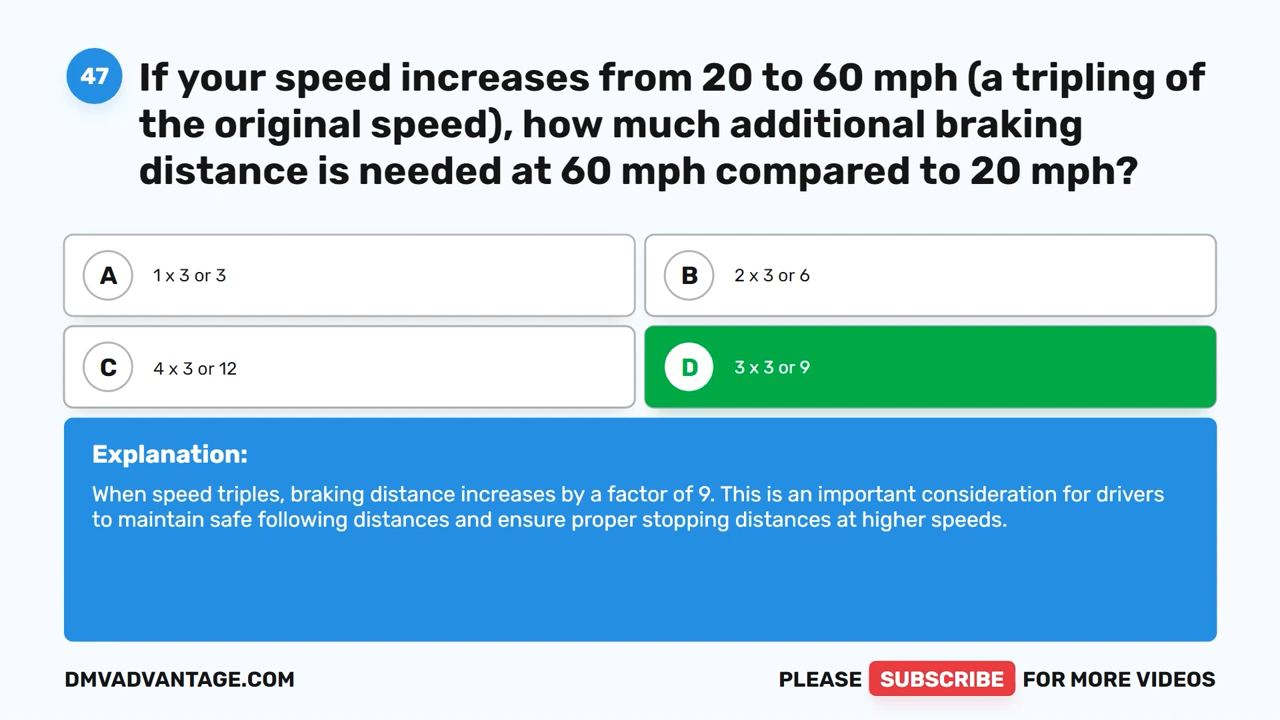 47
If your speed increases from 20 to 60 mph (a tripling of
the original speed), how much additional braking
distance is needed at 60 mph compared to 20 mph?
A 1 x 3 or 3
B 2 x 3 or 6
C 4 x 3 or 12
D 3 x 3 or 9
Explanation:
When speed triples, braking distance increases by a factor of 9. This is an important consideration for drivers
to maintain safe following distances and ensure proper stopping distances at higher speeds.
DMVADVANTAGE.COM
PLEASE SUBSCRIBE FOR MORE VIDEOS